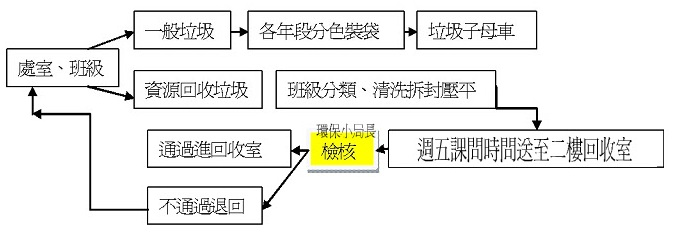 一般垃圾
各年段分色裝袋
垃圾子母車
處室、班級
資源回收垃圾
班級分類、清洗拆封壓平
環保小局長
通過進回收室
檢核
週五課間時間送至二樓回收室
不通過退回